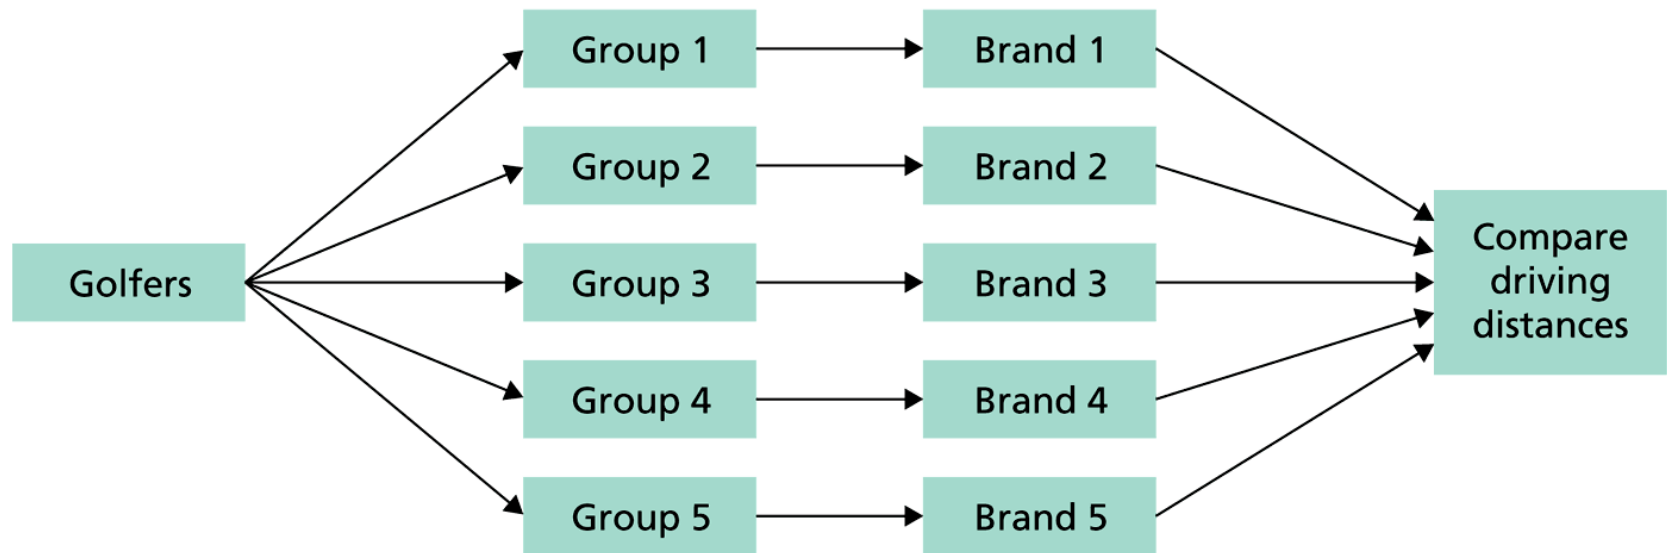 Golfers
Group 1
Brand 1
Group 2
Brand 2
Group 3
Brand 3
Group 4
Brand 4
Group 5
Brand 5
Compare
driving
distances